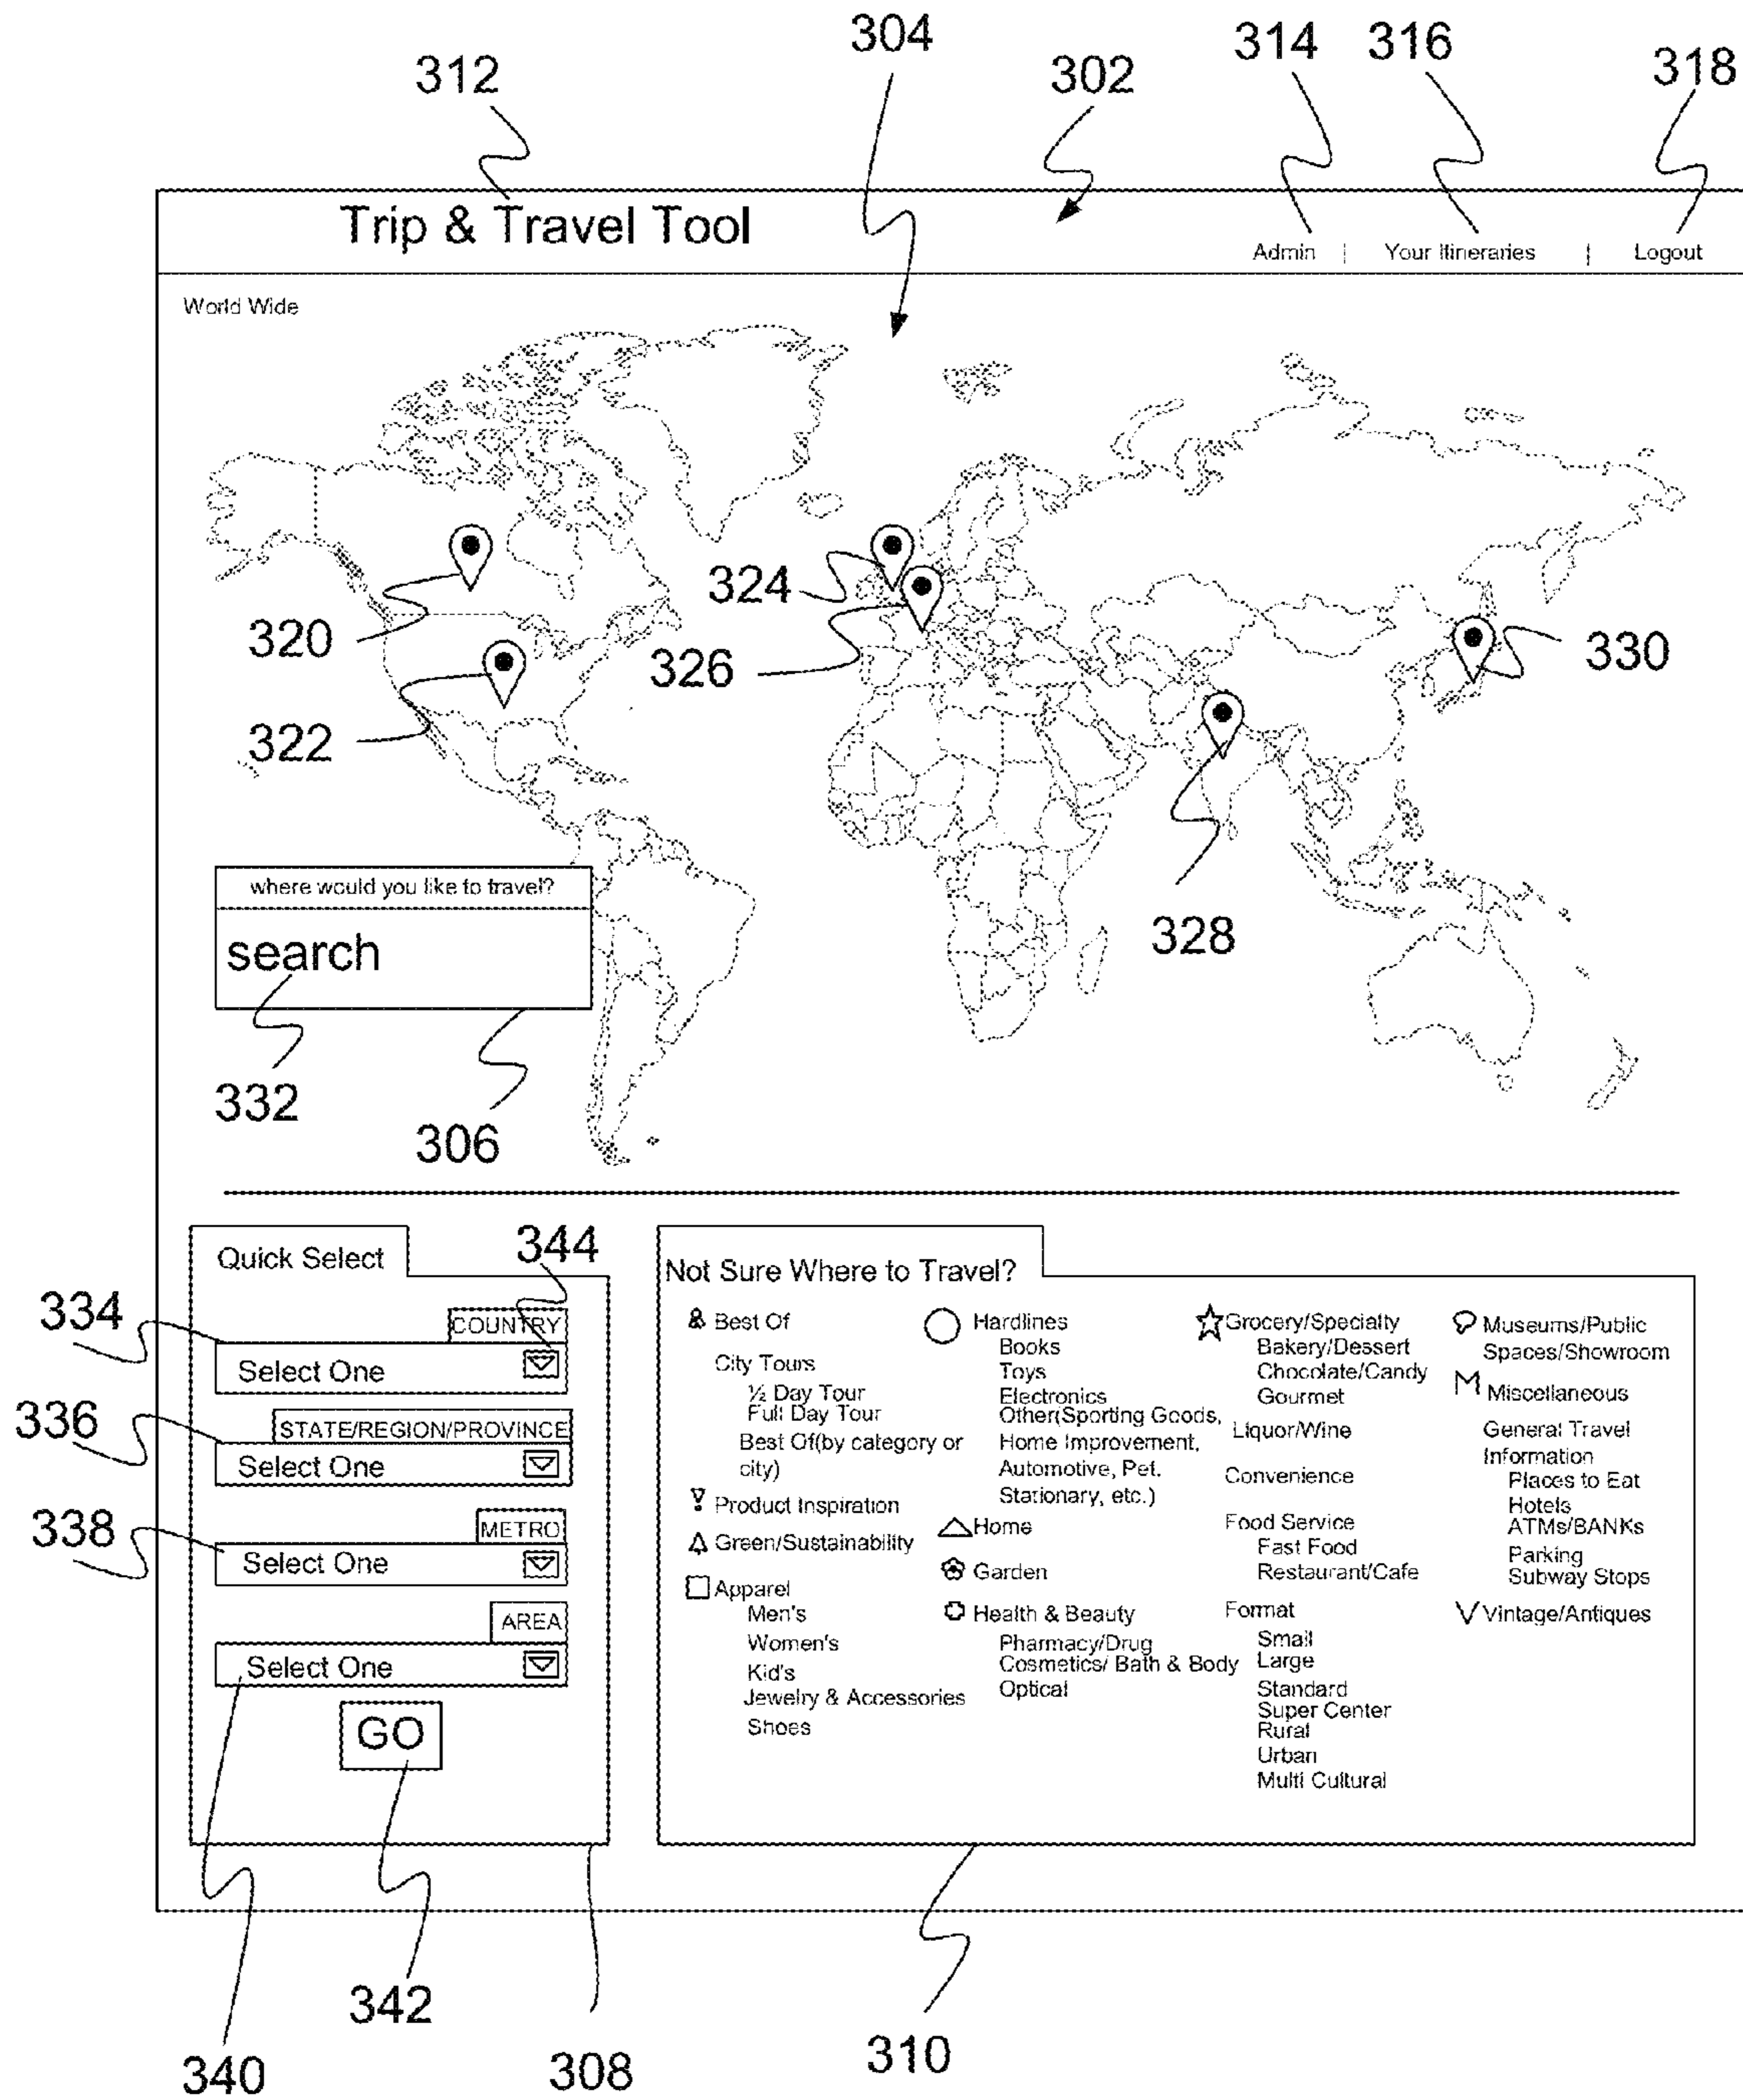 304
314 316
312
302
318
Trip & Travel Tool
Admin | Your Itineraries | Logout
World Wide
324
320
326
330
322
where would you like to travel?
328
search
332
306
Quick Select
344
Not Sure Where to Travel?
334
COUNTRY
Select One
336
STATE/REGION/PROVINCE
Select One
338
METRO
Select One
AREA
Select One
GO
Best Of
City Tours
½ Day Tour
Full Day Tour
Best Of(by category or
city)
Product Inspiration
Green/Sustainability
Apparel
Men's
Women's
Kid's
Jewelry & Accessories
Shoes
Hardlines
Books
Toys
Electronics
Other(Sporting Goods,
Home Improvement,
Automotive, Pet.
Stationary, etc.)
Home
Garden
Health & Beauty
Pharmacy/Drug
Cosmetics/ Bath & Body
Optical
Grocery/Specialty
Bakery/Dessert
Chocolate/Candy
Gourmet
Liquor/Wine
Convenience
Food Service
Fast Food
Restaurant/Cafe
Format
Small
Large
Standard
Super Center
Rural
Urban
Multi Cultural
Museums/Public
Spaces/Showroom
M Miscellaneous
General Travel
Information
Places to Eat
Hotels
ATMs/BANKs
Parking
Subway Stops
V Vintage/Antiques
342
340
308
310